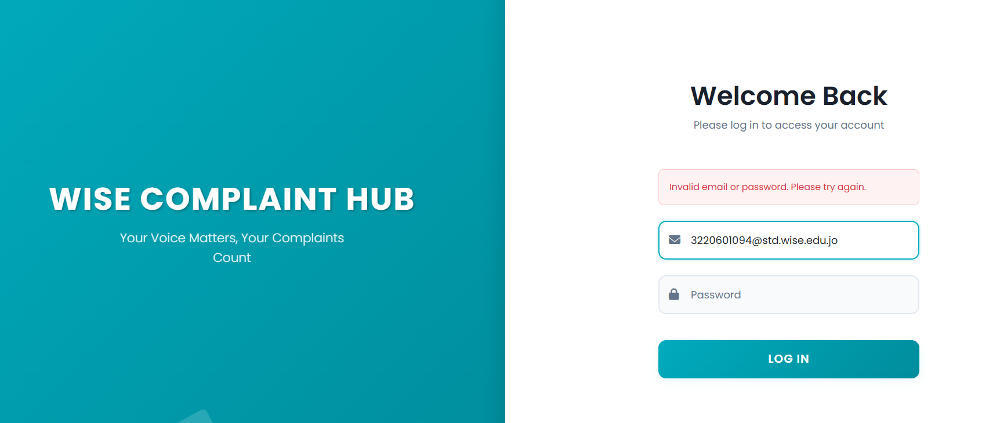 WISE COMPLAINT HUB
Your Voice Matters, Your Complaints
Count
Welcome Back
Please log in to access your account
Invalid email or password. Please try again.
3220601094@std.wise.edu.jo
Password
LOG IN